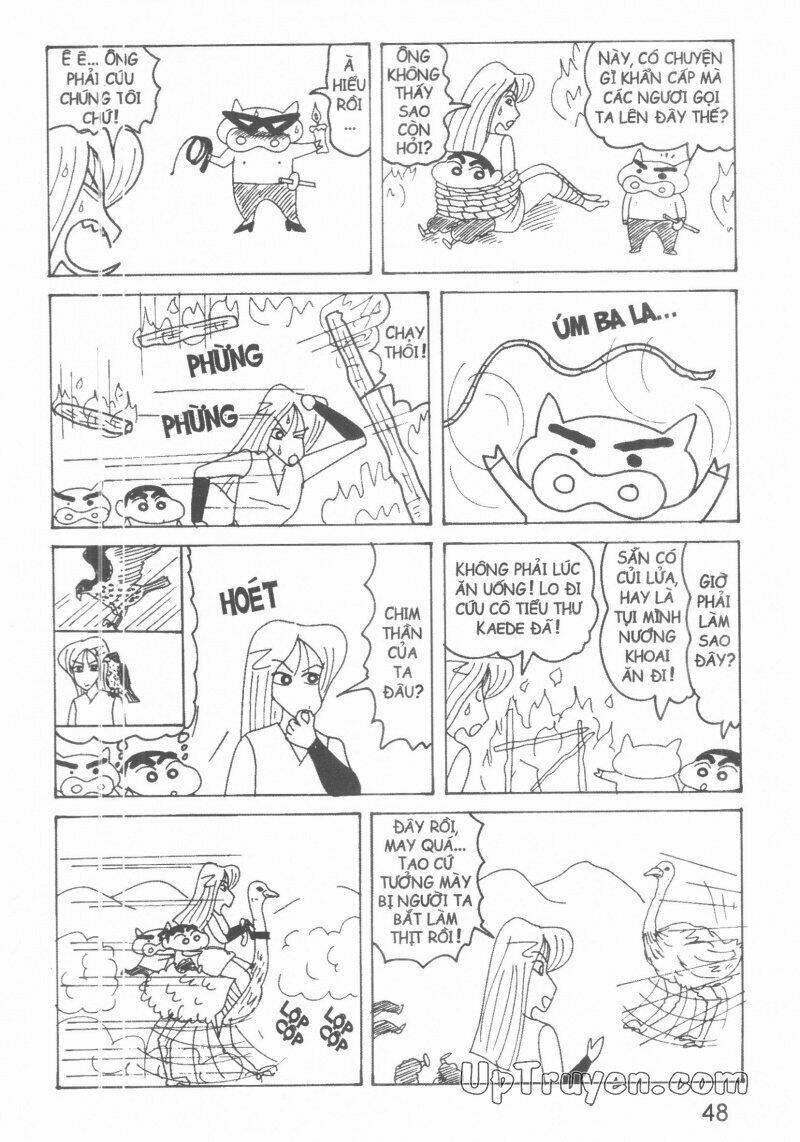 NÀY, CÓ CHUYỆN
GÌ KHẨN CẤP MÀ
CÁC NGƯƠI GỌI
TA LÊN ĐÂY THẾ?
ÔNG
KHÔNG
THẤY
SAO
CÒN
HỎI?
À
HIỂU
RỒI
...
Ê Ê... ÔNG
PHẢI CỨU
CHÚNG TÔI
CHỨ!
ÚM BA LA...
CHẠY
THÔI!
PHỪNG
PHỪNG
GIỜ
PHẢI
LÀM
SAO
ĐÂY?
SẴN CÓ
CỦI LỬA,
HAY LÀ
TỤI MÌNH
NƯỚNG
KHOAI
ĂN ĐI!
KHÔNG PHẢI LÚC
ĂN UỐNG! LO ĐI
CỨU CÔ TIỂU THƯ
KAEDE ĐÃ!
CHIM
THẦN
CỦA
TA
ĐÂU?
HOÉT
ĐÂY RỒI,
MAY QUÁ...
TAO CỨ
TƯỞNG MÀY
BỊ NGƯỜI TA
BẮT LÀM
THỊT RỒI!
LỘP
CỘP
LỘP
CỘP
UpTruyen.com
48